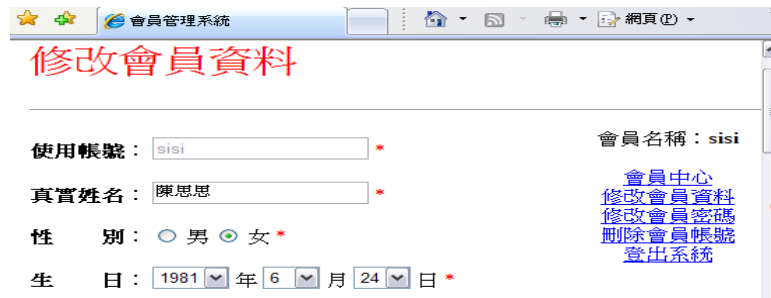 會員管理系統
網頁(P)
修改會員資料
使用帳號： sisi *
會員名稱：sisi
真實姓名： 陳思思 *
會員中心
修改會員資料
修改會員密碼
刪除會員帳號
登出系統
性 別： 男 女 *
生 日： 1981 年 6 月 24 日 *